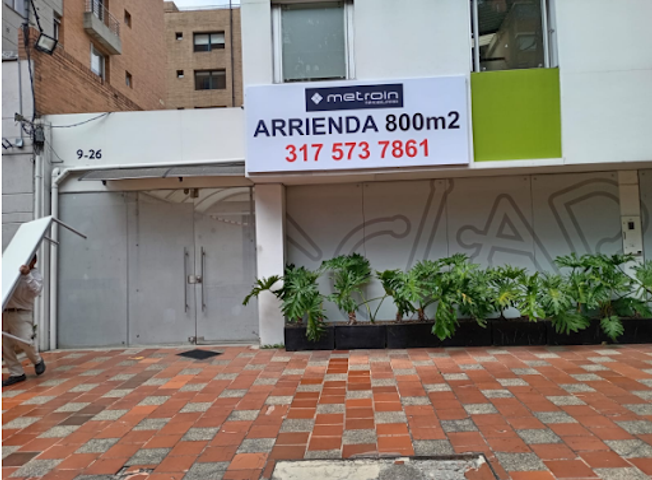 metroin
ARRIENDA 800m2
317 573 7861
9-26